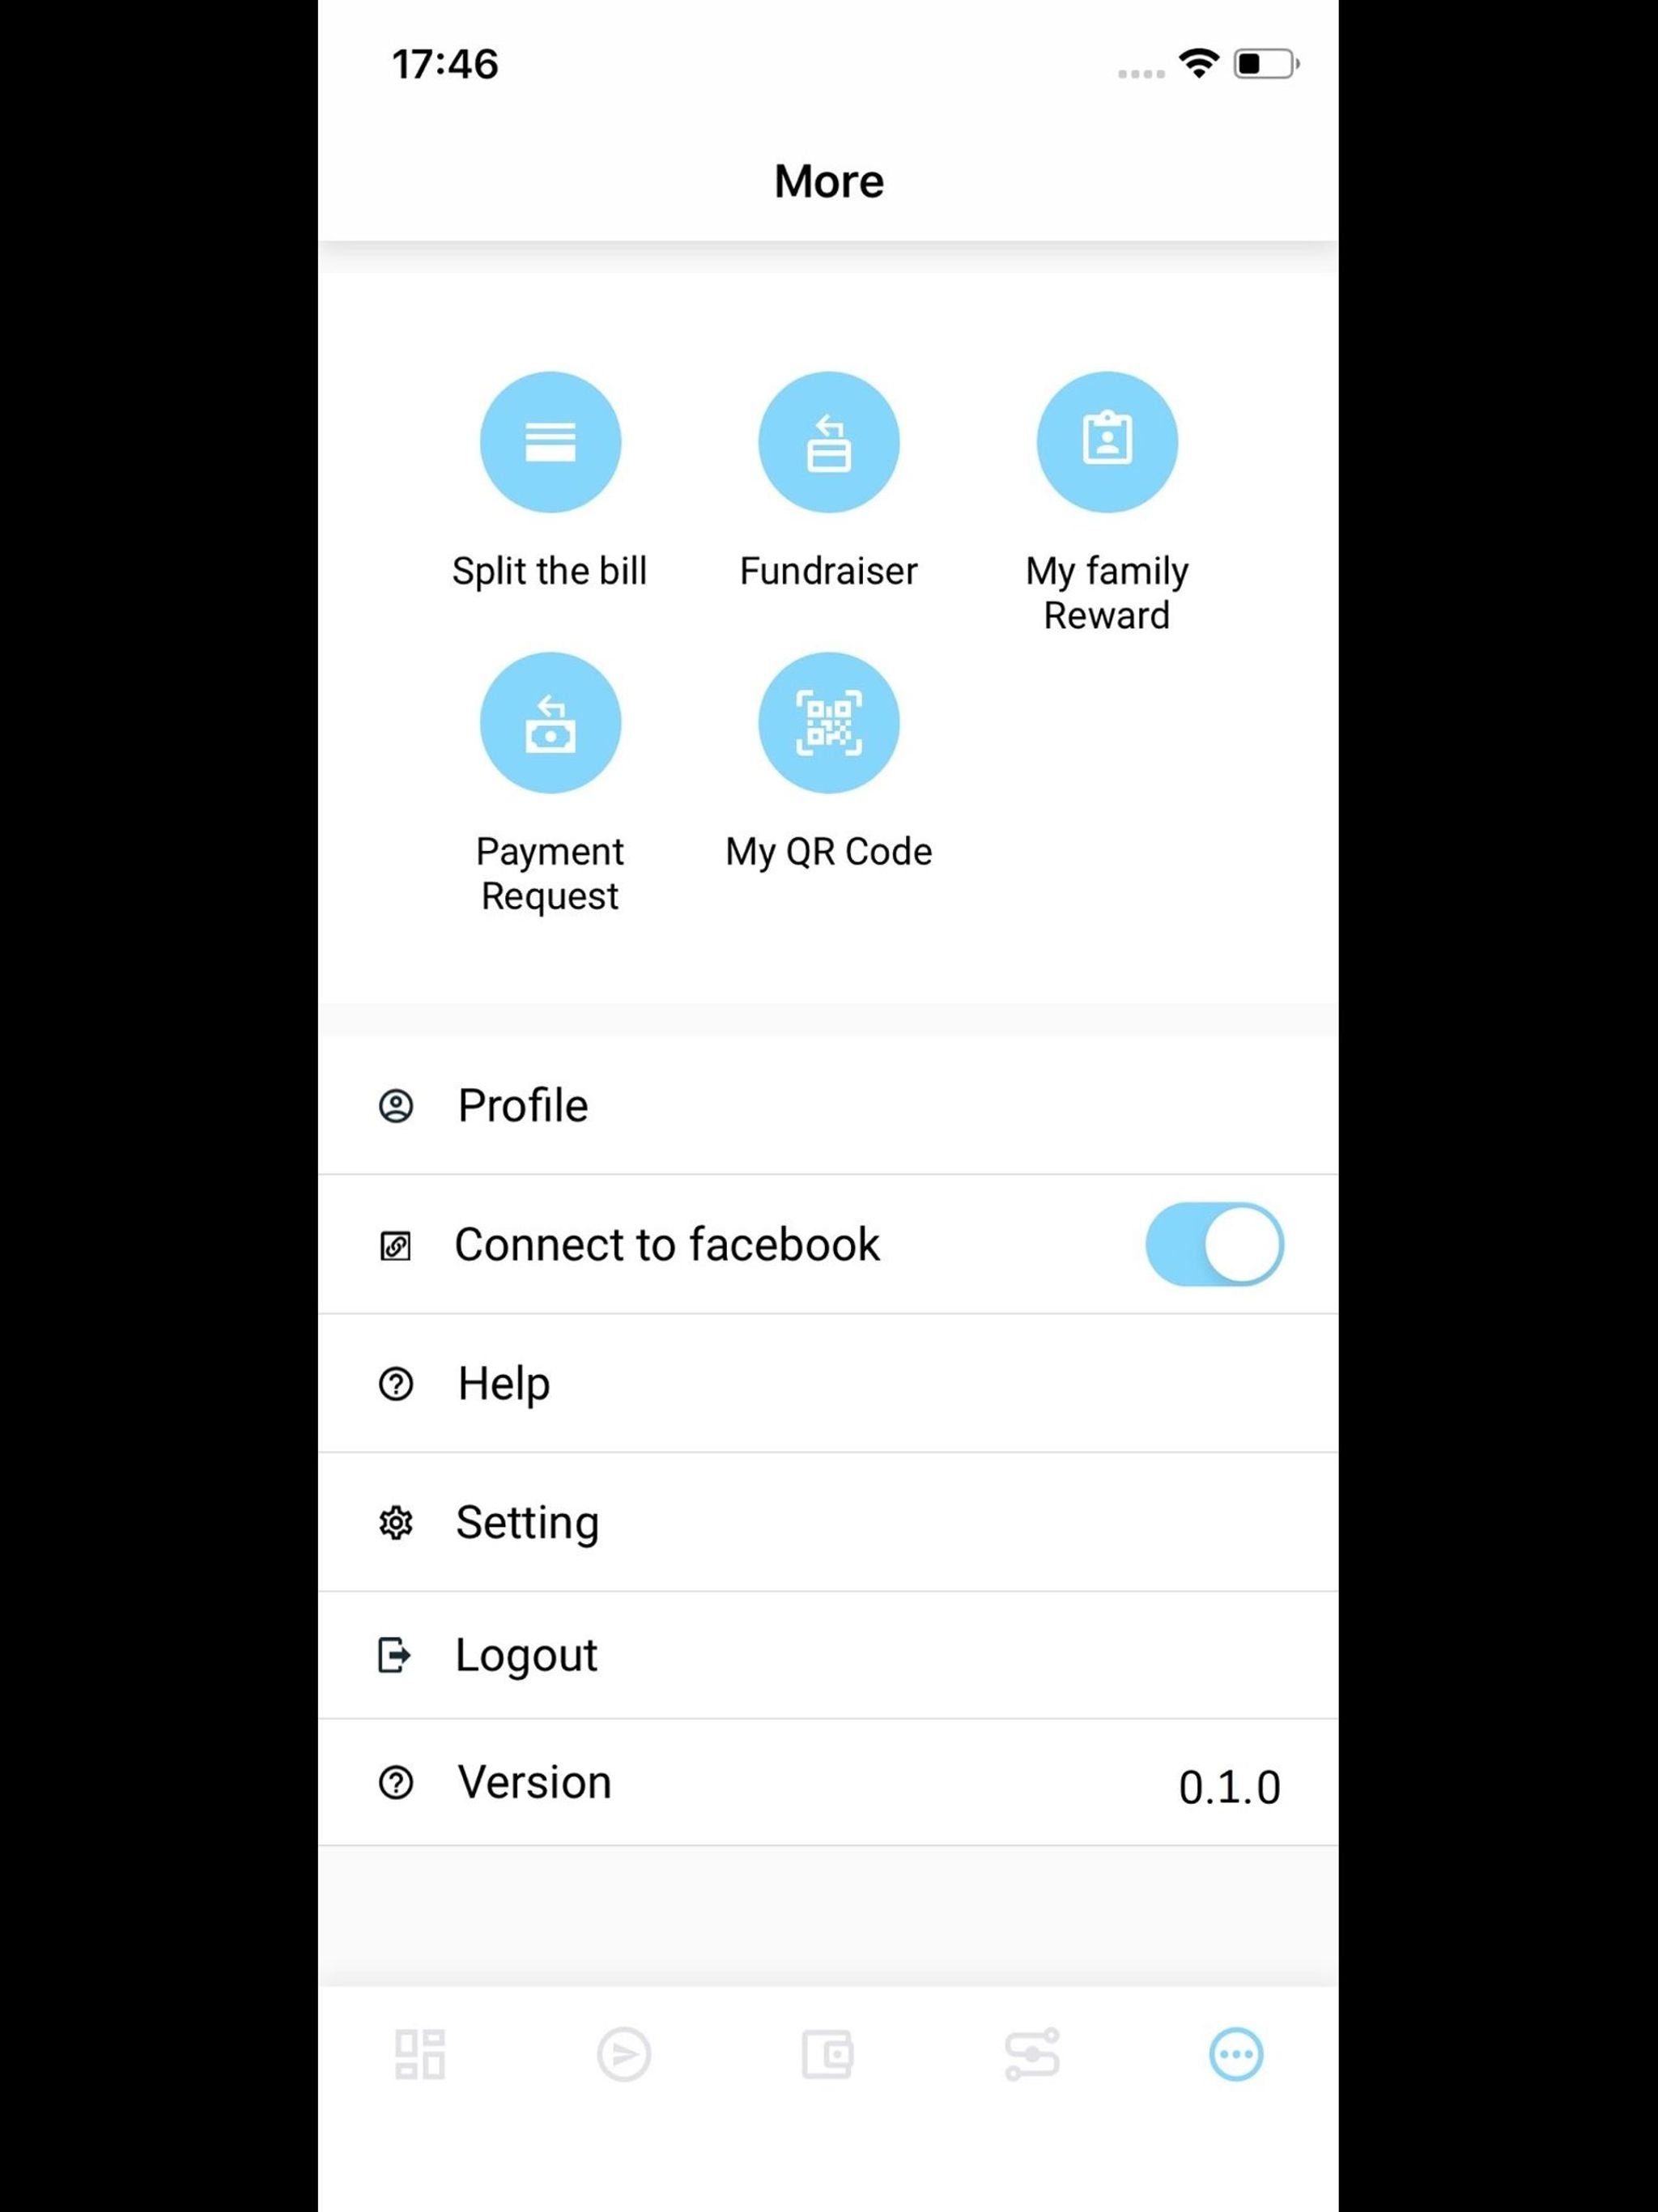 17:46
More
Split the bill
Fundraiser
My family
Reward
Payment
Request
My QR Code
Profile
Connect to facebook
Help
Setting
Logout
Version
0.1.0